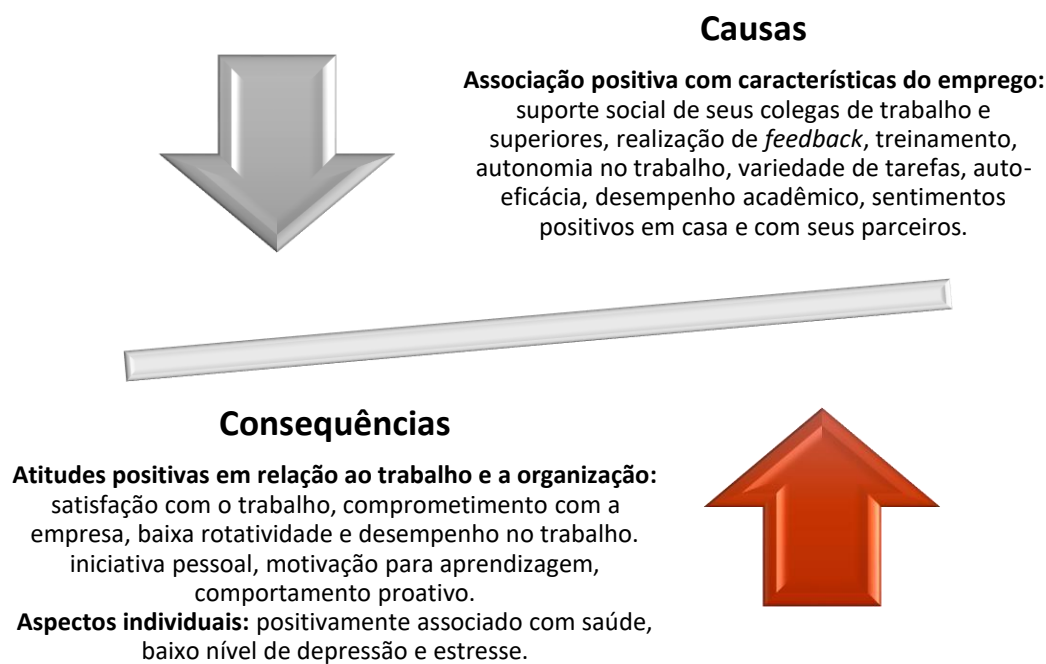 Causas
Associação positiva com características do emprego:
suporte social de seus colegas de trabalho e
superiores, realização de feedback, treinamento,
autonomia no trabalho, variedade de tarefas, auto-
eficácia, desempenho acadêmico, sentimentos
positivos em casa e com seus parceiros.
Consequências
Atitudes positivas em relação ao trabalho e a organização:
satisfação com o trabalho, comprometimento com a
empresa, baixa rotatividade e desempenho no trabalho.
iniciativa pessoal, motivação para aprendizagem,
comportamento proativo.
Aspectos individuais: positivamente associado com saúde,
baixo nível de depressão e estresse.